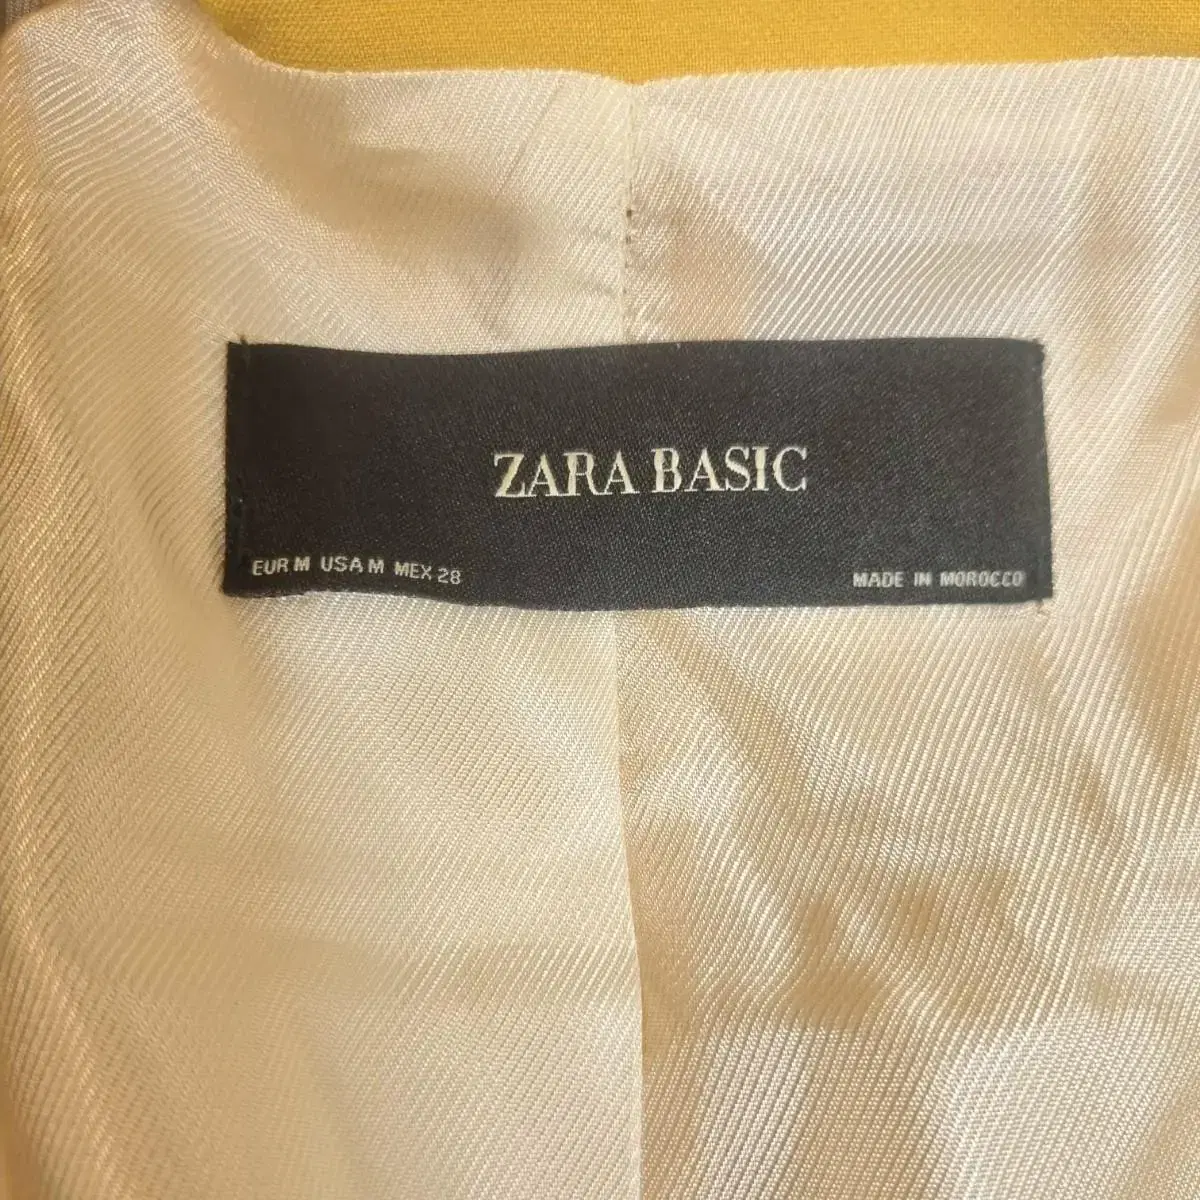 ZARA BASIC
EUR M USA M MEX 28
MADE IN MOROCCO